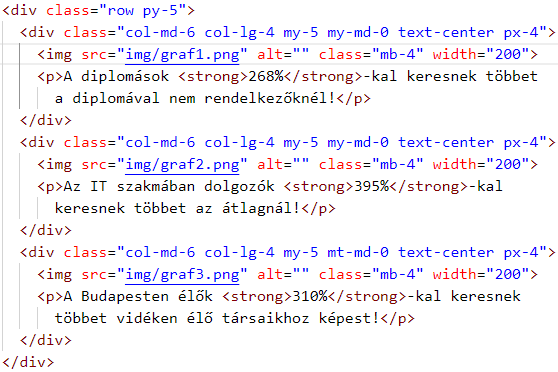 <div class="row py-5">
<div class="col-md-6 col-lg-4 my-5 my-md-0 text-center px-4">
<img src="img/graf1.png" alt="" class="mb-4" width="200">
<p>A diplomások <strong>268%</strong>-kal keresnek többet
a diplomával nem rendelkezőknél!</p>
</div>
<div class="col-md-6 col-lg-4 my-5 my-md-0 text-center px-4">
<img src="img/graf2.png" alt="" class="mb-4" width="200">
<p>Az IT szakmában dolgozók <strong>395%</strong>-kal
keresnek többet az átlagnál!</p>
</div>
<div class="col-md-6 col-lg-4 my-5 mt-md-0 text-center px-4">
<img src="img/graf3.png" alt="" class="mb-4" width="200">
<p>A Budapesten élők <strong>310%</strong>-kal keresnek
többet vidéken élő társaikhoz képest!</p>
</div>
</div>